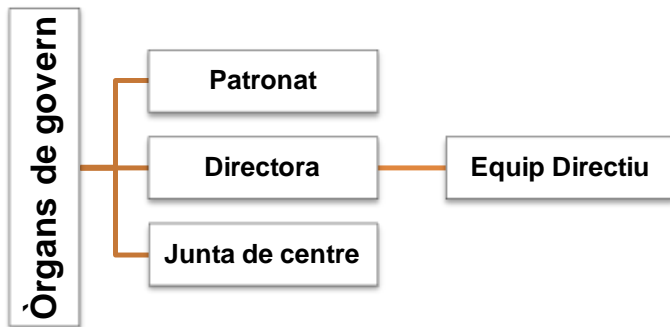 Òrgans de govern
Patronat
Directora
Equip Directiu
Junta de centre